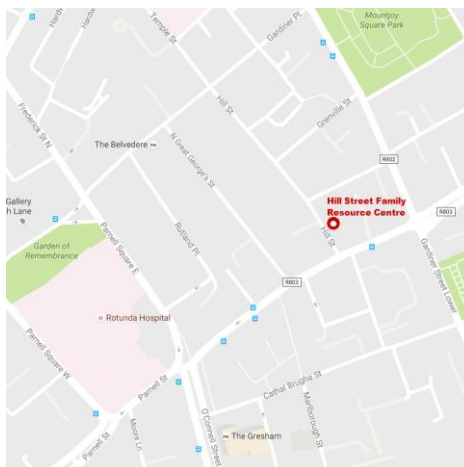 Mountjoy
Square Park
Temple St
Gardiner Pl
Hill St
Grenville St
Frederick St N
The Belvedere
N Great George's St
R802
Hill Street Family
Resource Centre
R803
Hill St
Gallery
h Lane
Rutland Pl
Parnell Square E
Garden of
Remembrance
Gardiner Street Lower
R803
Rotunda Hospital
Parnell Square W
Parnell St
Cathal Brugha St
Marlborough St
O'Connell Street
Moore Ln
The Gresham
Parnell St